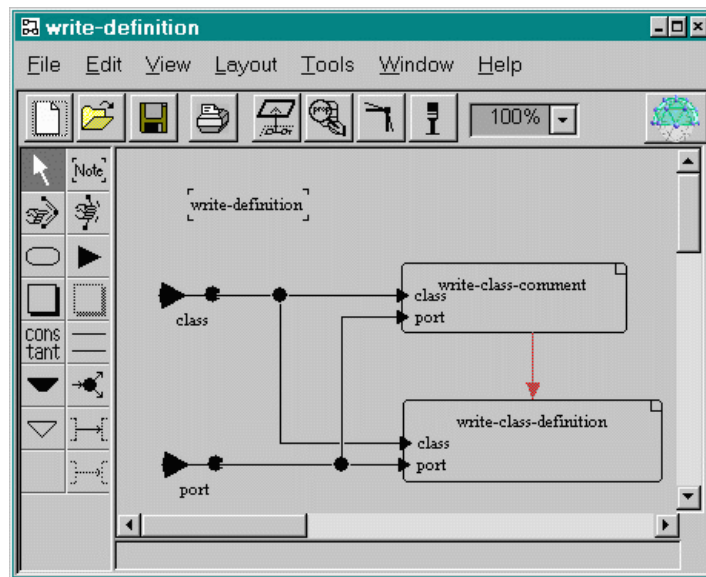 write-definition
File Edit View Layout Tools Window Help
100%
Note
write-definition
write-class-comment
class
port
class
cons
tant
write-class-definition
class
port
port